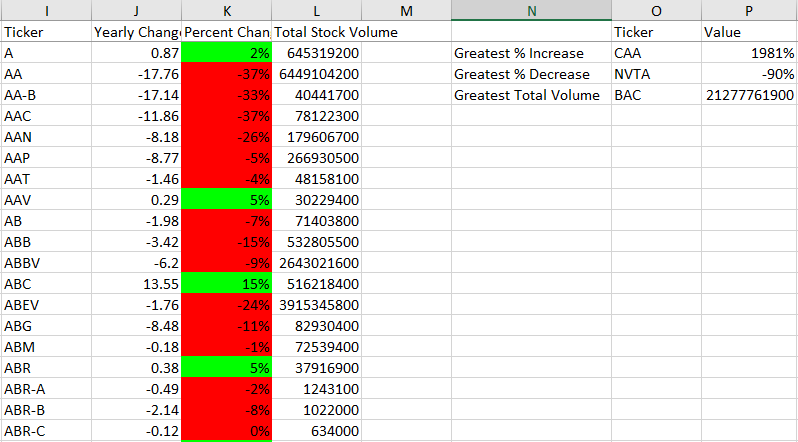 I J K L M N O P
Ticker Yearly Chang Percent Chan Total Stock Volume Ticker Value
A 0.87 2% 645319200 Greatest % Increase CAA 1981%
AA -17.76 -37% 6449104200 Greatest % Decrease NVTA -90%
AA-B -17.14 -33% 40441700 Greatest Total Volume BAC 21277761900
AAC -11.86 -37% 78122300
AAN -8.18 -26% 179606700
AAP -8.77 -5% 266930500
AAT -1.46 -4% 48158100
AAV 0.29 5% 30229400
AB -1.98 -7% 71403800
ABB -3.42 -15% 532805500
ABBV -6.2 -9% 2643021600
ABC 13.55 15% 516218400
ABEV -1.76 -24% 3915345800
ABG -8.48 -11% 82930400
ABM -0.18 -1% 72539400
ABR 0.38 5% 37916900
ABR-A -0.49 -2% 1243100
ABR-B -2.14 -8% 1022000
ABR-C -0.12 0% 634000